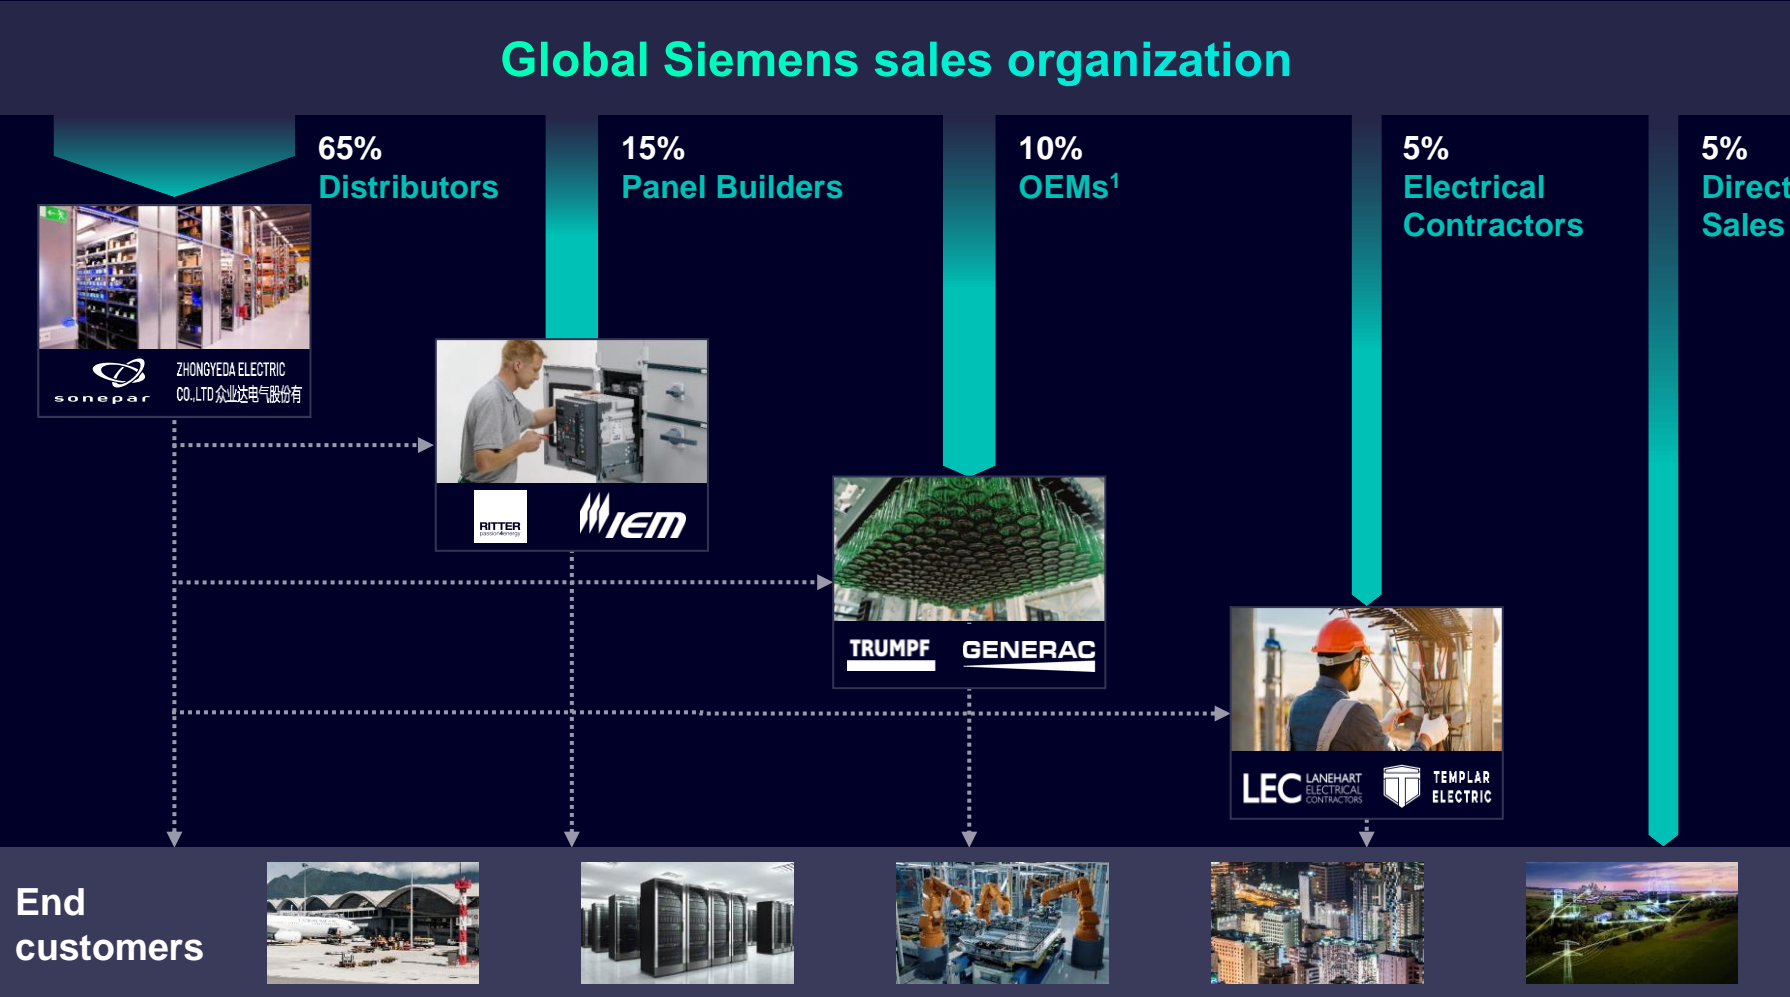 Global Siemens sales organization
65%
Distributors
15%
Panel Builders
10%
OEMs¹
5%
Electrical
Contractors
5%
Direct
Sales
sonepar
ZHONGYEDA ELECTRIC
CO.,LTD 众业达电气股份有
RITTER
passion4energy
IEM
TRUMPF
GENERAC
LEC LANEHART
ELECTRICAL
CONTRACTORS
TEMPLAR
ELECTRIC
End
customers